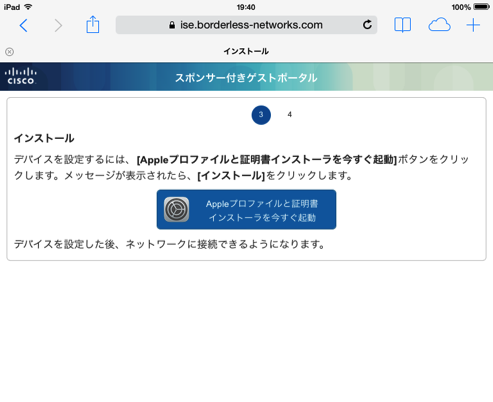 iPad 19:40 100%
ise.borderless-networks.com
インストール
CISCO スポンサー付きゲストポータル
3 4
インストール
デバイスを設定するには、[Appleプロファイルと証明書インストーラを今すぐ起動]ボタンをクリッ
クします。メッセージが表示されたら、[インストール]をクリックします。
Appleプロファイルと証明書
インストーラを今すぐ起動
デバイスを設定した後、ネットワークに接続できるようになります。